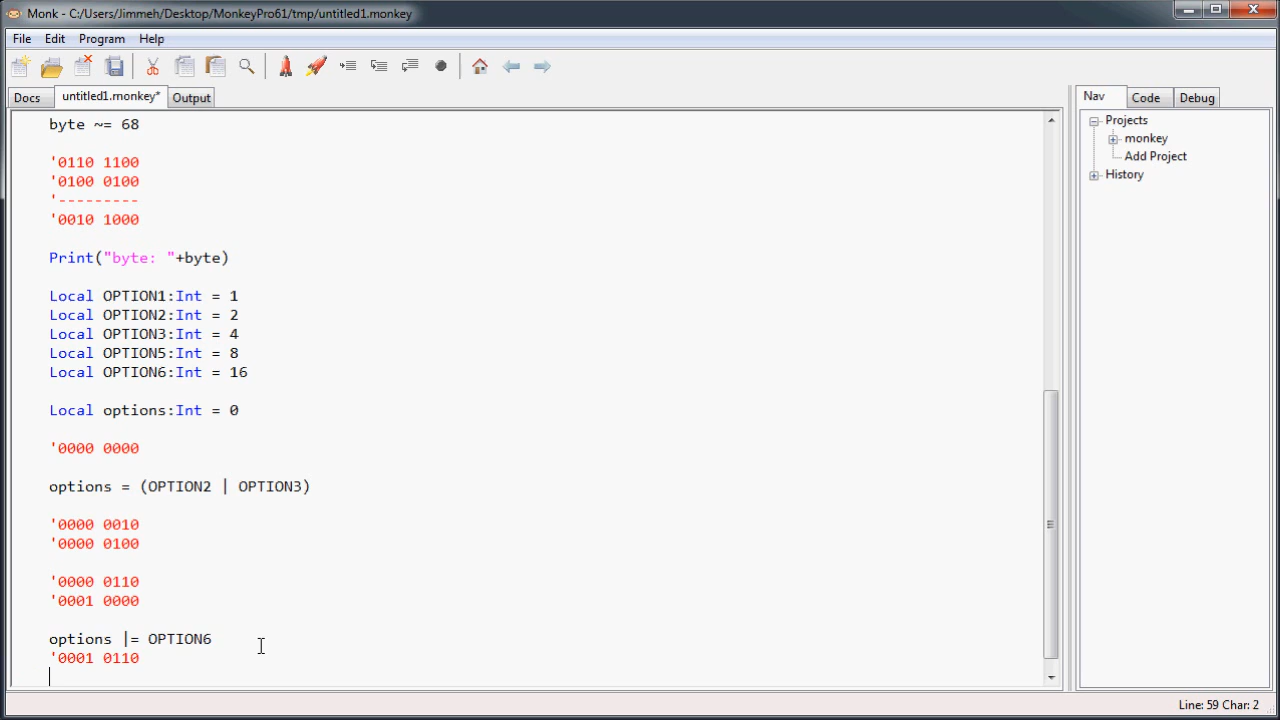 Monk - C:/Users/Jimmeh/Desktop/MonkeyPro61/tmp/untitled1.monkey
File Edit Program Help
Docs untitled1.monkey* Output
Nav Code Debug
byte ~= 68
'0110 1100
'0100 0100
'---------
'0010 1000
Print("byte: "+byte)
Local OPTION1:Int = 1
Local OPTION2:Int = 2
Local OPTION3:Int = 4
Local OPTION5:Int = 8
Local OPTION6:Int = 16
Local options:Int = 0
'0000 0000
options = (OPTION2 | OPTION3)
'0000 0010
'0000 0100
'0000 0110
'0001 0000
options |= OPTION6
'0001 0110
Projects
monkey
Add Project
History
Line: 59 Char: 2